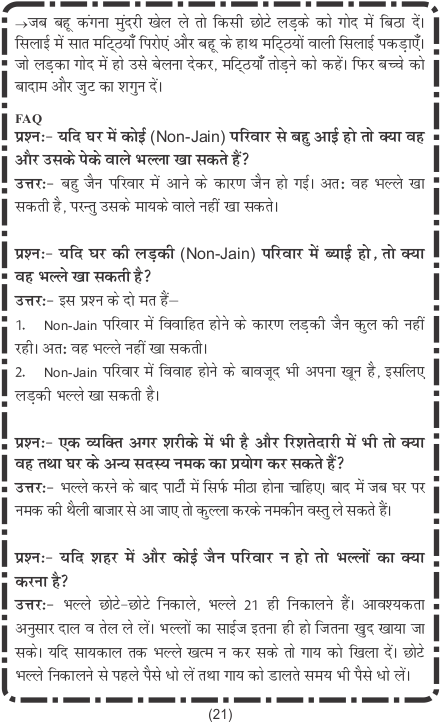 →जब बहू कंगना मुंदरी खेल ले तो किसी छोटे लड़के को गोद में बिठा दें।
सिलाई में सात मट्ठियाँ पिरोएं और बहू के हाथ मट्ठियों वाली सिलाई पकड़ाएँ।
जो लड़का गोद में हो उसे बेलना देकर, मट्ठियाँ तोड़ने को कहें। फिर बच्चे को
बादाम और जुट का शगुन दें।
FAQ
प्रश्न:- यदि घर में कोई (Non-Jain) परिवार से बहु आई हो तो क्या वह
और उसके पेके वाले भल्ला खा सकते हैं?
उत्तर:- बहु जैन परिवार में आने के कारण जैन हो गई। अत: वह भल्ले खा
सकती है, परन्तु उसके मायके वाले नहीं खा सकते।
प्रश्न:- यदि घर की लड़की (Non-Jain) परिवार में ब्याई हो, तो क्या
वह भल्ले खा सकती है?
उत्तर:- इस प्रश्न के दो मत हैं–
1. Non-Jain परिवार में विवाहित होने के कारण लड़की जैन कुल की नहीं
रही। अत: वह भल्ले नहीं खा सकती।
2. Non-Jain परिवार में विवाह होने के बावजूद भी अपना खून है, इसलिए
लड़की भल्ले खा सकती है।
प्रश्न:- एक व्यक्ति अगर शरीके में भी है और रिशतेदारी में भी तो क्या
वह तथा घर के अन्य सदस्य नमक का प्रयोग कर सकते हैं?
उत्तर:- भल्ले करने के बाद पार्टी में सिर्फ मीठा होना चाहिए। बाद में जब घर पर
नमक की थैली बाजार से आ जाए तो कुल्ला करके नमकीन वस्तु ले सकते हैं।
प्रश्न:- यदि शहर में और कोई जैन परिवार न हो तो भल्लों का क्या
करना है?
उत्तर:- भल्ले छोटे-छोटे निकाले, भल्ले 21 ही निकालने हैं। आवश्यकता
अनुसार दाल व तेल ले लें। भल्लों का साईज इतना ही हो जितना खुद खाया जा
सके। यदि सायकाल तक भल्ले खत्म न कर सके तो गाय को खिला दें। छोटे
भल्ले निकालने से पहले पैसे धो लें तथा गाय को डालते समय भी पैसे धो लें।
(21)